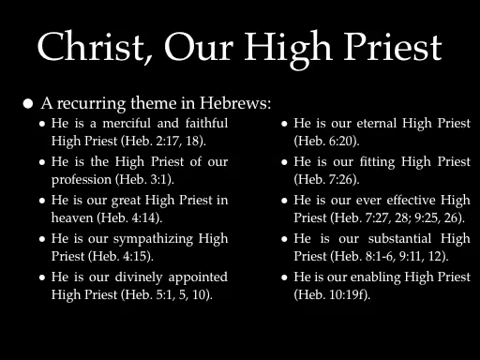 Christ, Our High Priest
● A recurring theme in Hebrews:
● He is a merciful and faithful
High Priest (Heb. 2:17, 18).
● He is the High Priest of our
profession (Heb. 3:1).
● He is our great High Priest in
heaven (Heb. 4:14).
● He is our sympathizing High
Priest (Heb. 4:15).
● He is our divinely appointed
High Priest (Heb. 5:1, 5, 10).
● He is our eternal High Priest
(Heb. 6:20).
● He is our fitting High Priest
(Heb. 7:26).
● He is our ever effective High
Priest (Heb. 7:27, 28; 9:25, 26).
● He is our substantial High
Priest (Heb. 8:1-6, 9:11, 12).
● He is our enabling High Priest
(Heb. 10:19f).